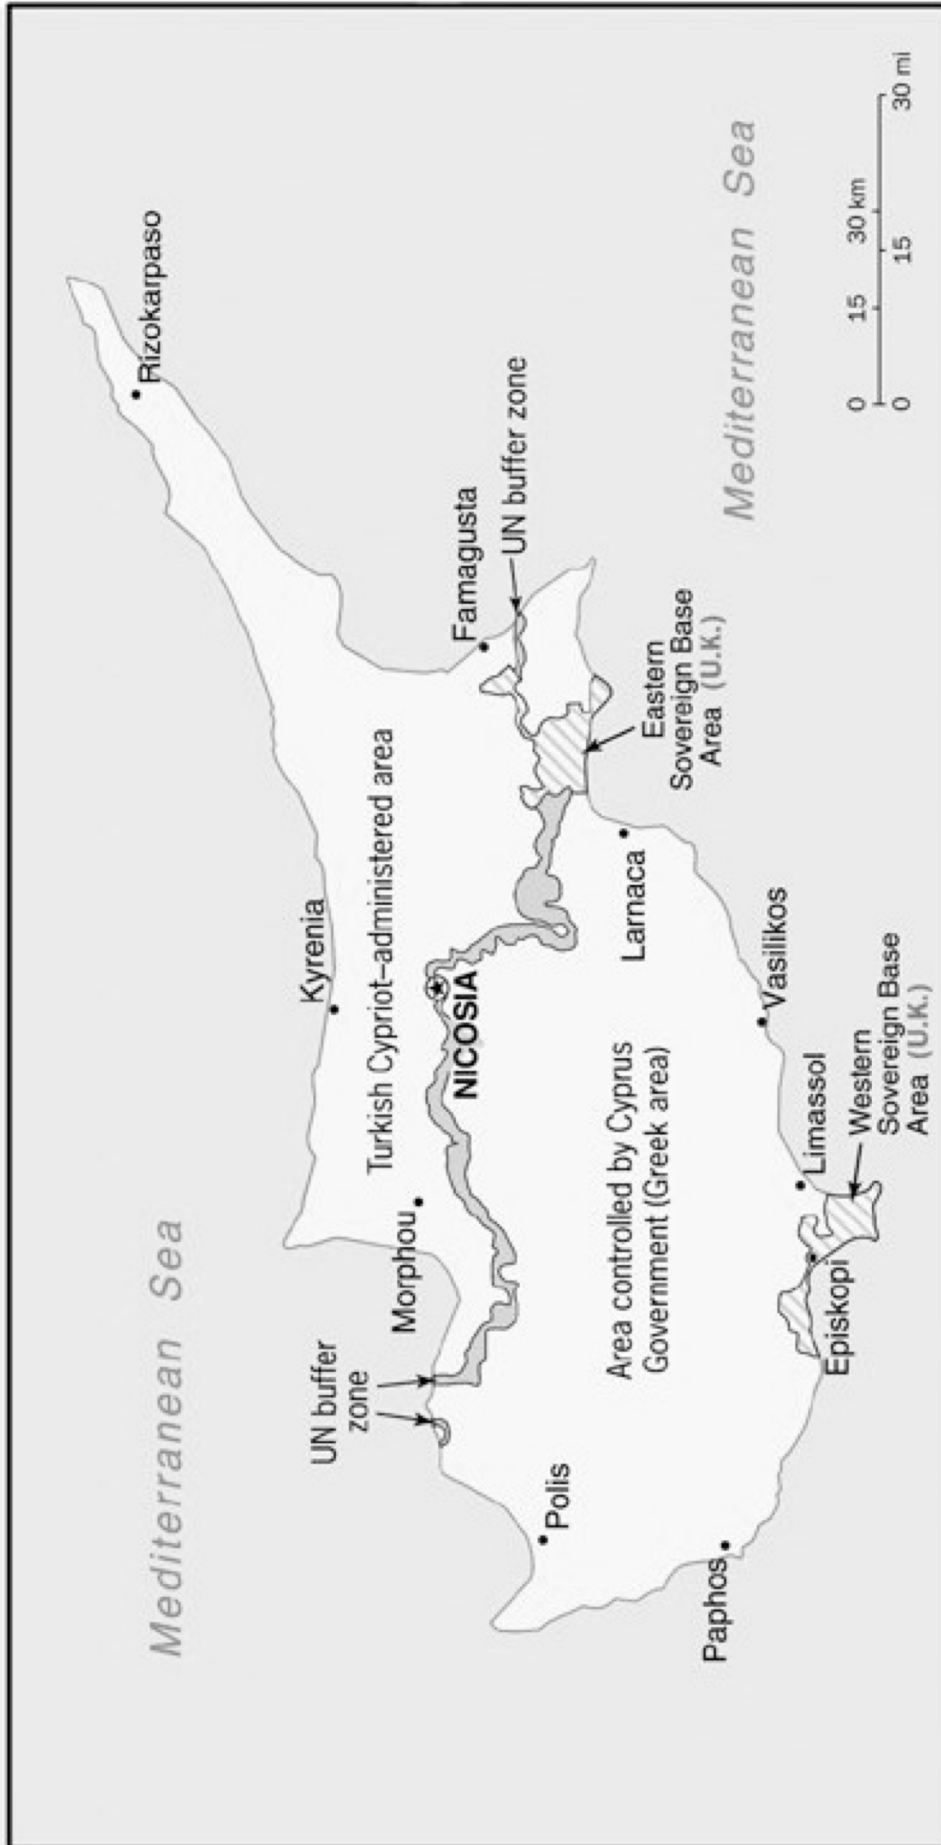 Mediterranean Sea
Rizokarpaso
Kyrenia
Turkish Cypriot–administered area
Famagusta
UN buffer zone
Morphou
NICOSIA
UN buffer
zone
Polis
Area controlled by Cyprus
Government (Greek area)
Larnaca
Eastern
Sovereign Base
Area (U.K.)
Mediterranean Sea
Paphos
Episkopi
Limassol
Vasilikos
Western
Sovereign Base
Area (U.K.)
0 15 30 km
0 15 30 mi